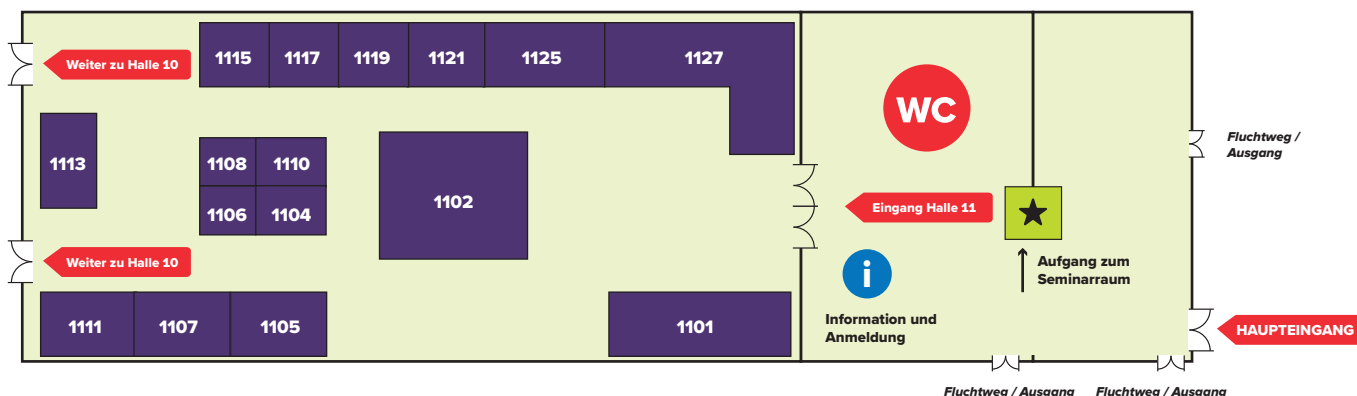 Weiter zu Halle 10
1115
1117
1119
1121
1125
1127
WC
Fluchtweg /
Ausgang
1113
1108
1110
1106
1104
1102
Eingang Halle 11
Weiter zu Halle 10
i
Aufgang zum
Seminarraum
1111
1107
1105
1101
Information und
Anmeldung
HAUPTEINGANG
Fluchtweg / Ausgang
Fluchtweg / Ausgang